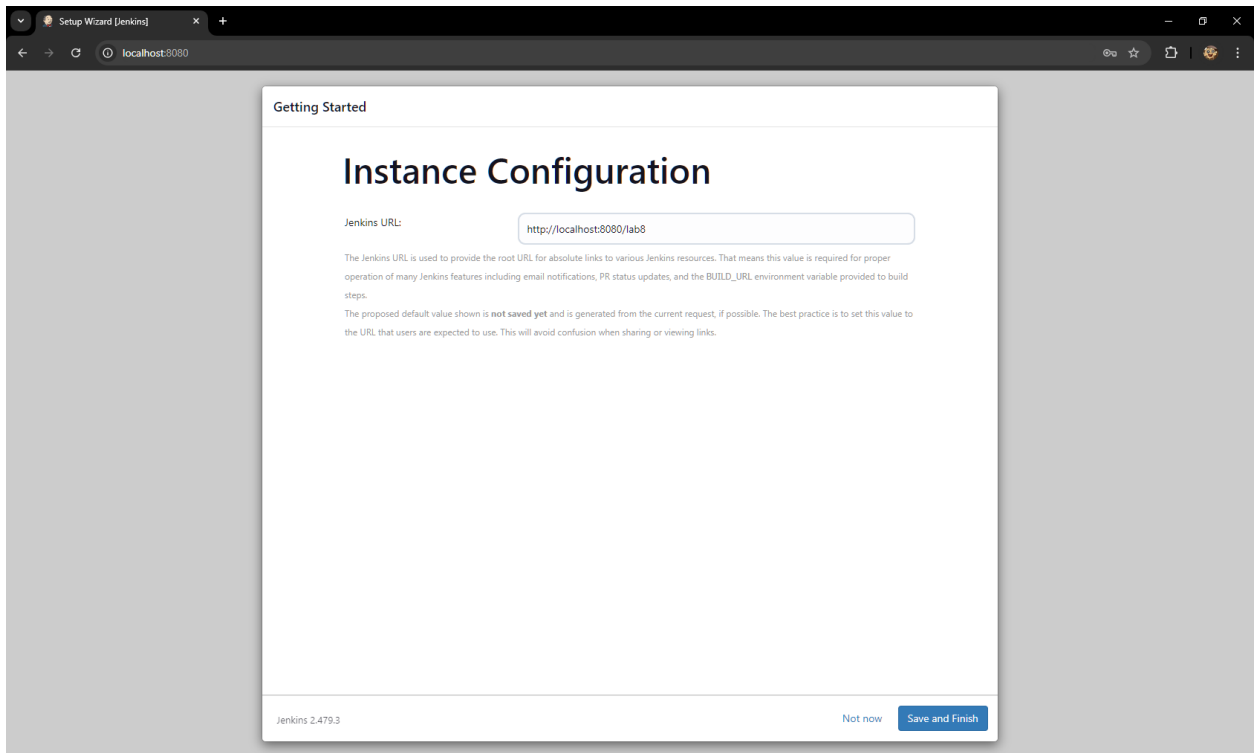 Setup Wizard [Jenkins]
localhost:8080
Getting Started
Instance Configuration
Jenkins URL:
http://localhost:8080/lab8
The Jenkins URL is used to provide the root URL for absolute links to various Jenkins resources. That means this value is required for proper
operation of many Jenkins features including email notifications, PR status updates, and the BUILD_URL environment variable provided to build
steps.
The proposed default value shown is not saved yet and is generated from the current request, if possible. The best practice is to set this value to
the URL that users are expected to use. This will avoid confusion when sharing or viewing links.
Jenkins 2.479.3
Not now
Save and Finish